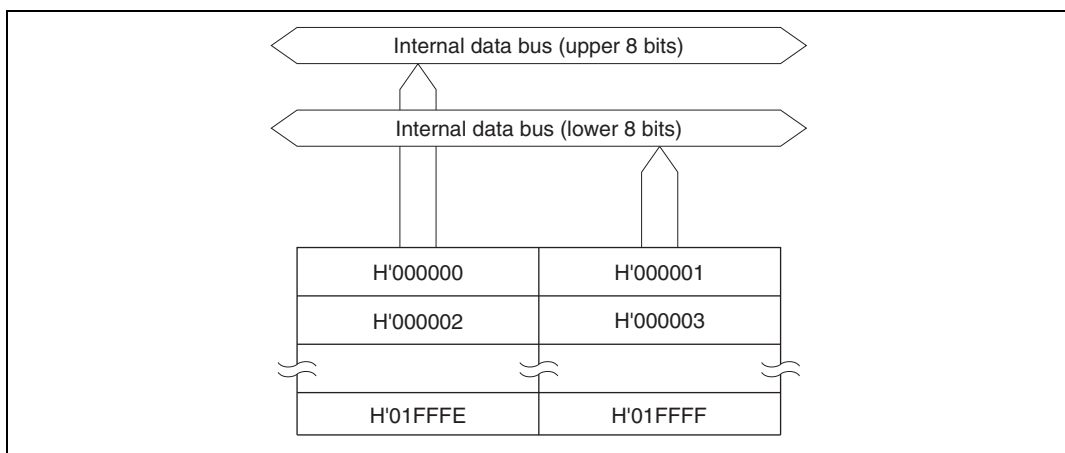 Internal data bus (upper 8 bits)
Internal data bus (lower 8 bits)
H'000000 H'000001
H'000002 H'000003
H'01FFFE H'01FFFF